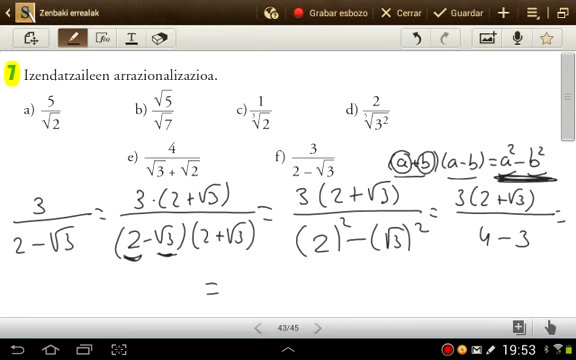 Zenbaki errealak Grabar esbozo Cerrar Guardar
7 Izendatzaileen arrazionalizazioa.
a) 5/√2 b) √5/√7 c) 1/∛2 d) 2/√3²
e) 4/(√3 + √2) f) 3/(2 − √3)
(a+b)(a-b)=a²-b²
3/(2-√3) = 3·(2+√3)/((2-√3)(2+√3)) = 3(2+√3)/((2)²-(√3)²) = 3(2+√3)/(4-3) =
=
43/45
19:53